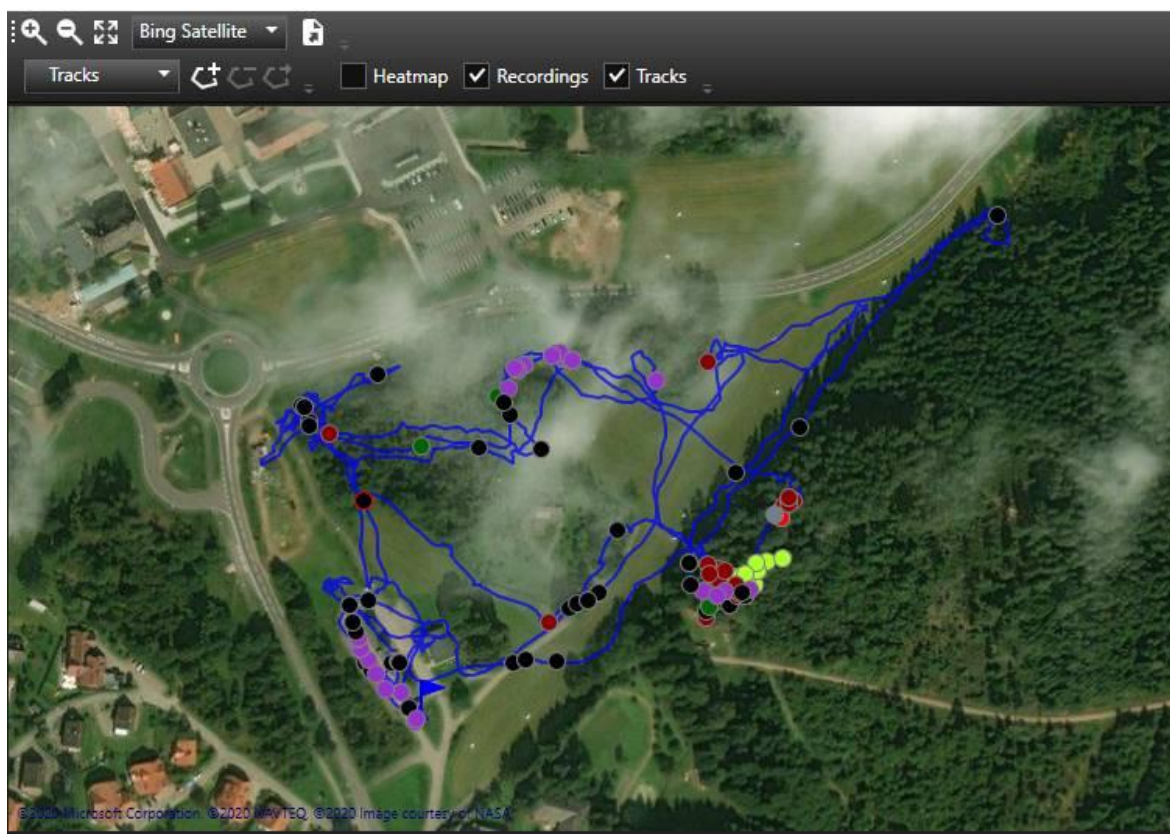 Bing Satellite
Tracks Heatmap Recordings Tracks
©2020 Microsoft Corporation, ©2020 NAVTEQ, ©2020 Image courtesy of NASA